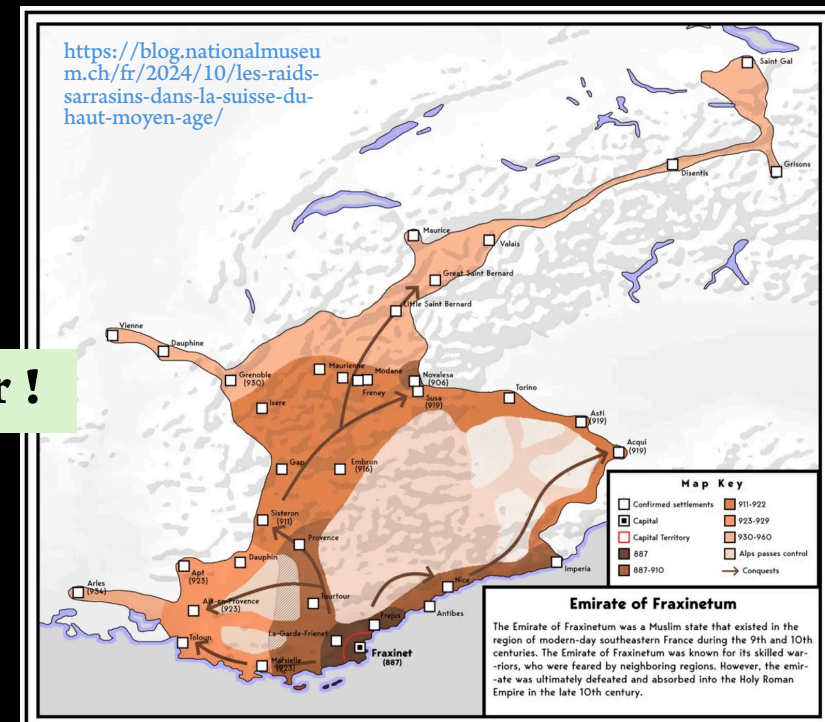 https://blog.nationalmuseu
m.ch/fr/2024/10/les-raids-
sarrasins-dans-la-suisse-du-
haut-moyen-age/
r !
Saint Gal
Grisons
Disentis
Maurice
Valais
Great Saint Bernard
Little Saint Bernard
Vienne
Dauphine
Grenoble
(930)
Maurienne
Modane
Freney
Novalesa
(906)
Susa
(919)
Torino
Isere
Asti
(919)
Acqui
(919)
Gap
Embrun
(916)
Sisteron
(911)
Provence
Dauphin
Apt
(923)
Arles
(934)
Aix-en Provence
(923)
Tourtour
Nice
Imperia
Antibes
Frejus
La-Garde-Frienet
Toloun
Marsielle
(923)
Fraxinet
(887)
Map Key
Confirmed settlements
Capital
Capital Territory
887
887-910
911-922
923-929
930-960
Alps passes control
Conquests
Emirate of Fraxinetum
The Emirate of Fraxinetum was a Muslim state that existed in the
region of modern-day southeastern France during the 9th and 10th
centuries. The Emirate of Fraxinetum was known for its skilled war-
-riors, who were feared by neighboring regions. However, the emir-
-ate was ultimately defeated and absorbed into the Holy Roman
Empire in the late 10th century.